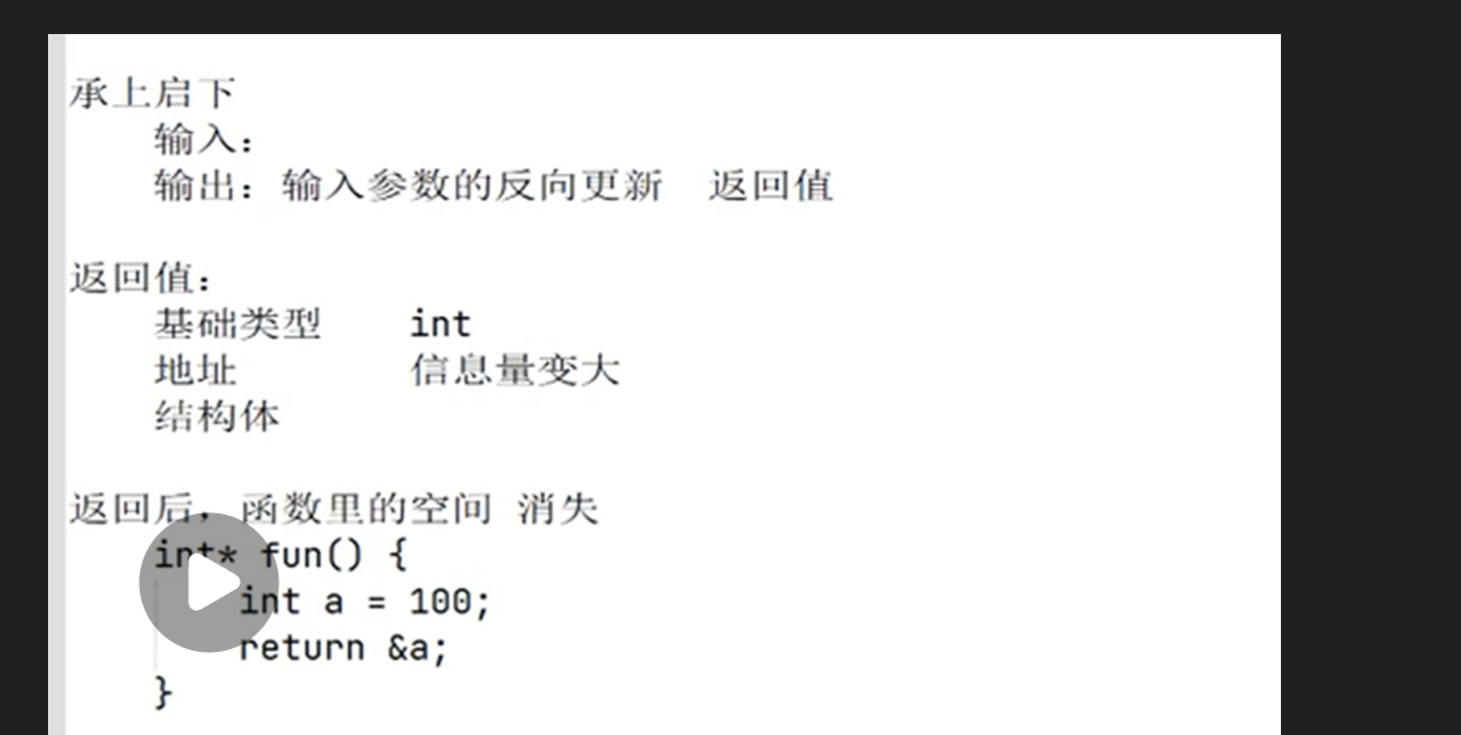 承上启下
输入：
输出：输入参数的反向更新 返回值
返回值：
基础类型 int
地址 信息量变大
结构体
返回后，函数里的空间 消失
int* fun() {
int a = 100;
return &a;
}